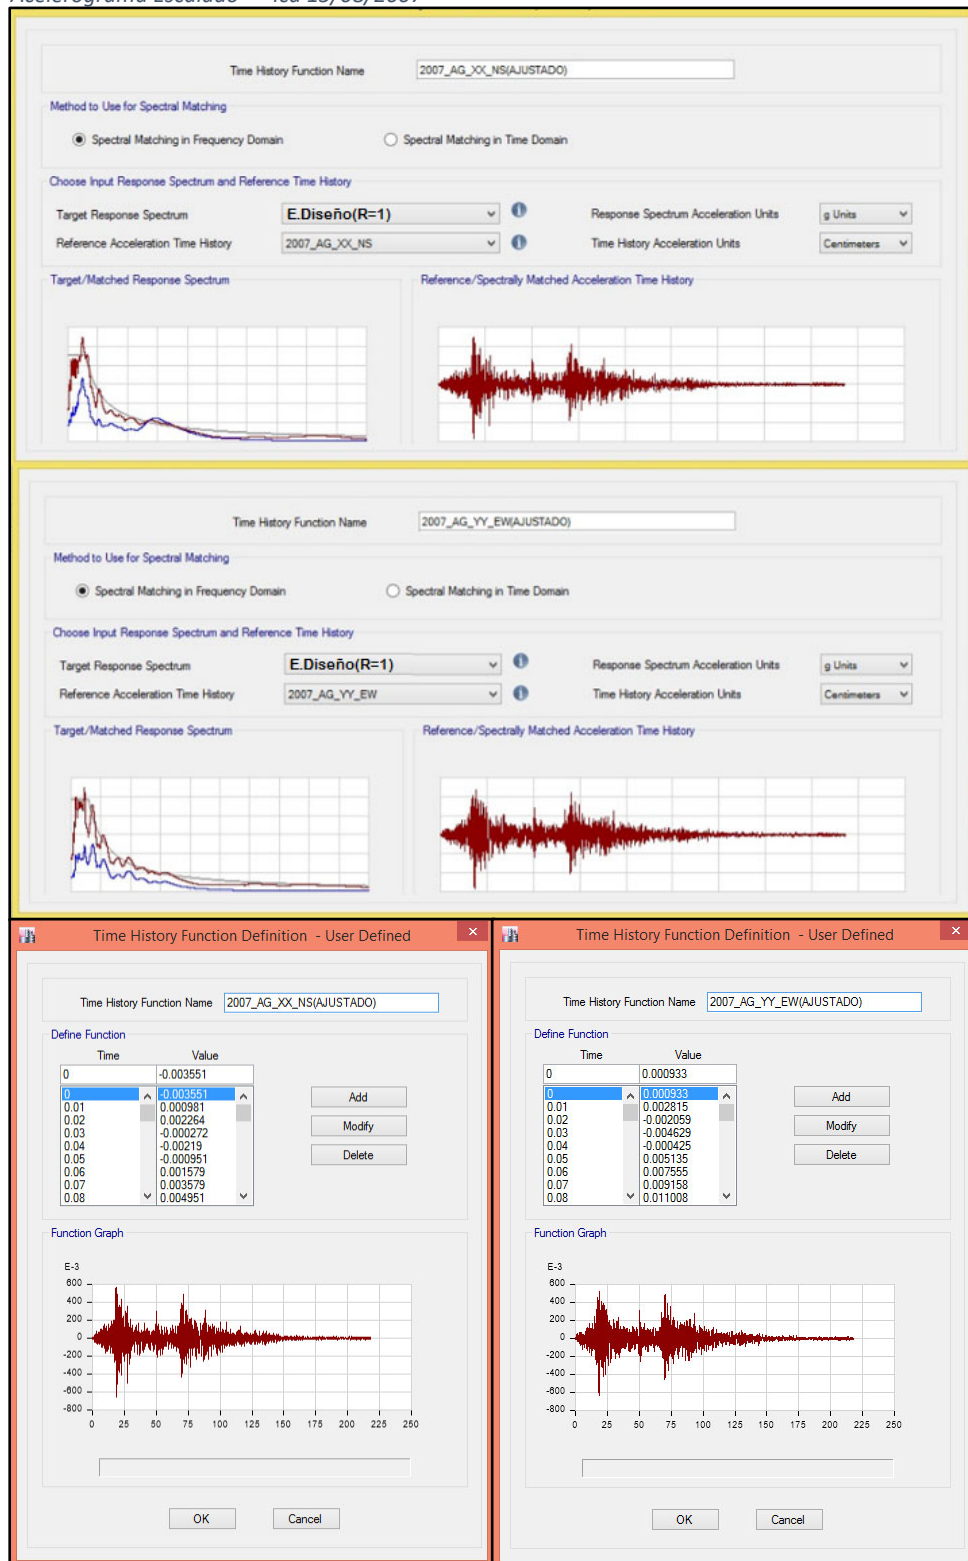 Acelerograma Escalado – Ica 15/08/2007
Time History Function Name 2007_AG_XX_NS(AJUSTADO)
Method to Use for Spectral Matching
Spectral Matching in Frequency Domain Spectral Matching in Time Domain
Choose Input Response Spectrum and Reference Time History
Target Response Spectrum E.Diseño(R=1) Response Spectrum Acceleration Units g Units
Reference Acceleration Time History 2007_AG_XX_NS Time History Acceleration Units Centimeters
Target/Matched Response Spectrum Reference/Spectrally Matched Acceleration Time History
Time History Function Name 2007_AG_YY_EW(AJUSTADO)
Method to Use for Spectral Matching
Spectral Matching in Frequency Domain Spectral Matching in Time Domain
Choose Input Response Spectrum and Reference Time History
Target Response Spectrum E.Diseño(R=1) Response Spectrum Acceleration Units g Units
Reference Acceleration Time History 2007_AG_YY_EW Time History Acceleration Units Centimeters
Target/Matched Response Spectrum Reference/Spectrally Matched Acceleration Time History
Time History Function Definition - User Defined
Time History Function Name 2007_AG_XX_NS(AJUSTADO)
Define Function
Time Value
0 -0.003551
0 -0.003551 Add
0.01 0.000981
0.02 0.002264 Modify
0.03 -0.000272
0.04 -0.00219
0.05 -0.000951 Delete
0.06 0.001579
0.07 0.003579
0.08 0.004951
Function Graph
E-3
600
400
200
0
-200
-400
-600
-800
0 25 50 75 100 125 150 175 200 225 250
OK Cancel
Time History Function Definition - User Defined
Time History Function Name 2007_AG_YY_EW(AJUSTADO)
Define Function
Time Value
0 0.000933
0 0.000933 Add
0.01 0.002815
0.02 -0.002059 Modify
0.03 -0.004629
0.04 -0.000425
0.05 0.005135 Delete
0.06 0.007555
0.07 0.009158
0.08 0.011008
Function Graph
E-3
600
400
200
0
-200
-400
-600
-800
0 25 50 75 100 125 150 175 200 225 250
OK Cancel